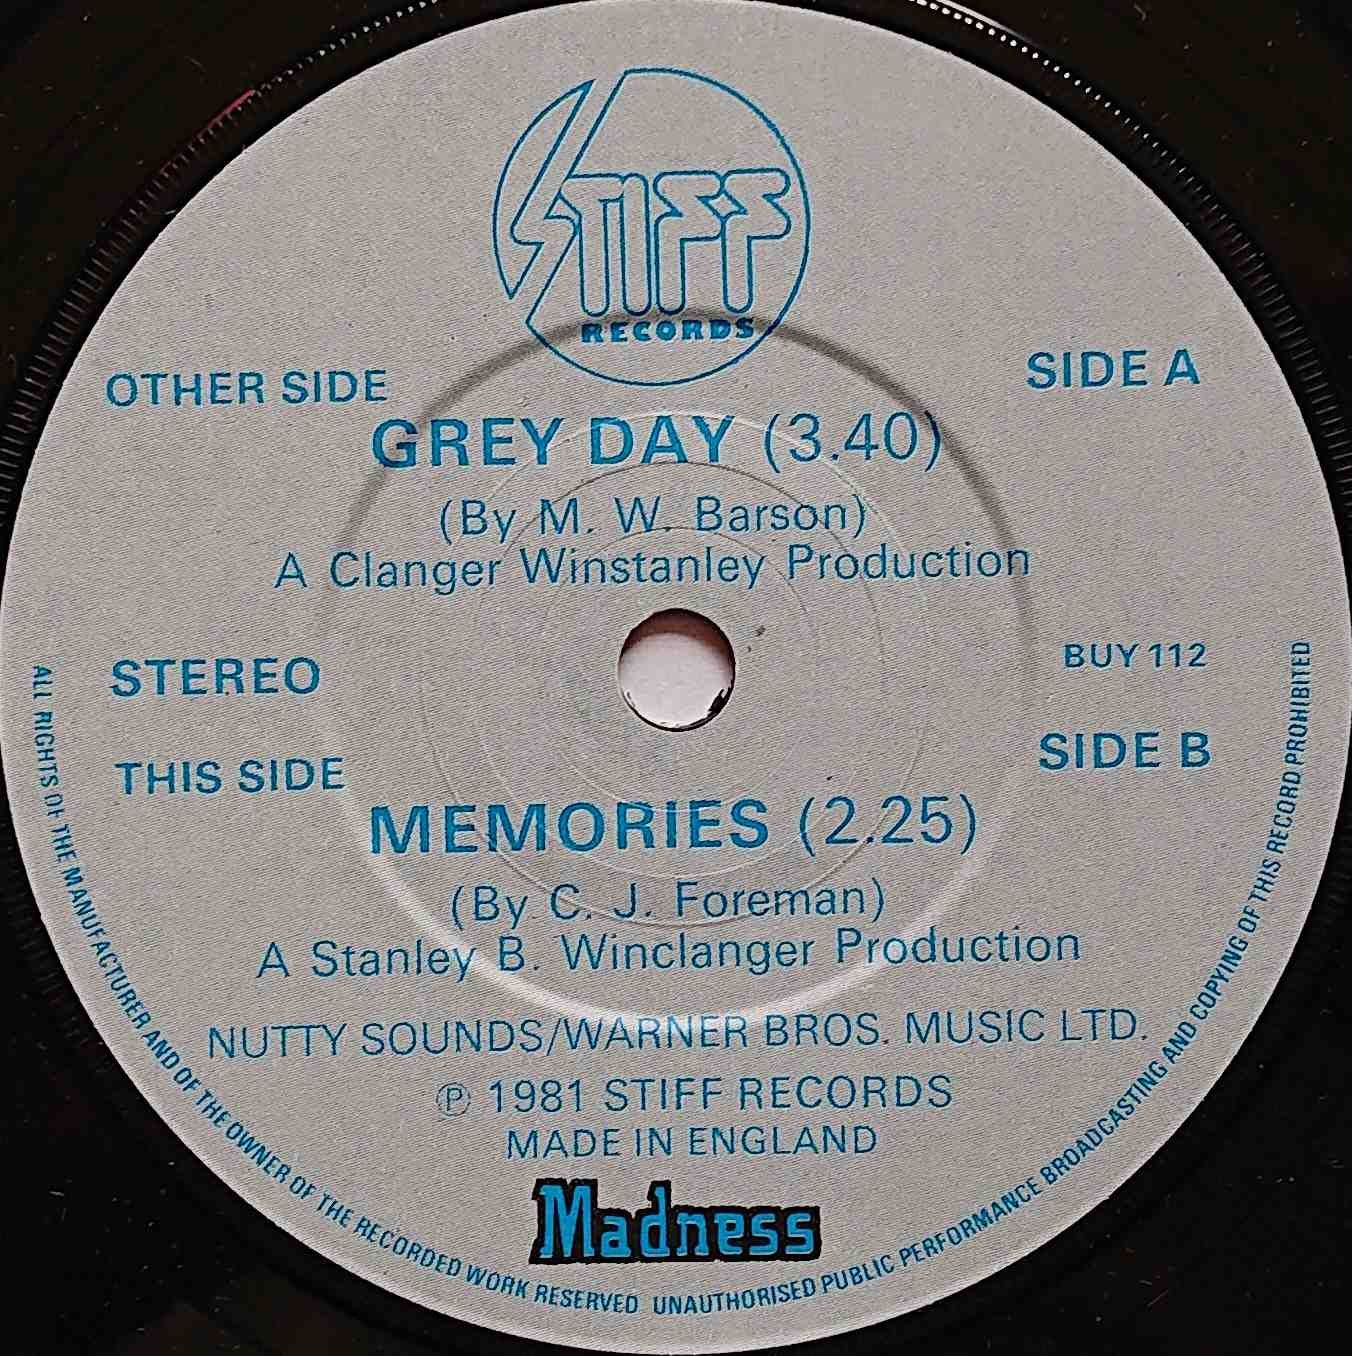 STIFF
RECORDS
OTHER SIDE
SIDE A
GREY DAY (3.40)
(By M. W. Barson)
A Clanger Winstanley Production
STEREO
BUY 112
THIS SIDE
SIDE B
MEMORIES (2.25)
(By C. J. Foreman)
A Stanley B. Winclanger Production
NUTTY SOUNDS/WARNER BROS. MUSIC LTD.
℗ 1981 STIFF RECORDS
MADE IN ENGLAND
Madness
ALL RIGHTS OF THE MANUFACTURER AND OF THE OWNER OF THE RECORDED WORK RESERVED UNAUTHORISED PUBLIC PERFORMANCE BROADCASTING AND COPYING OF THIS RECORD PROHIBITED